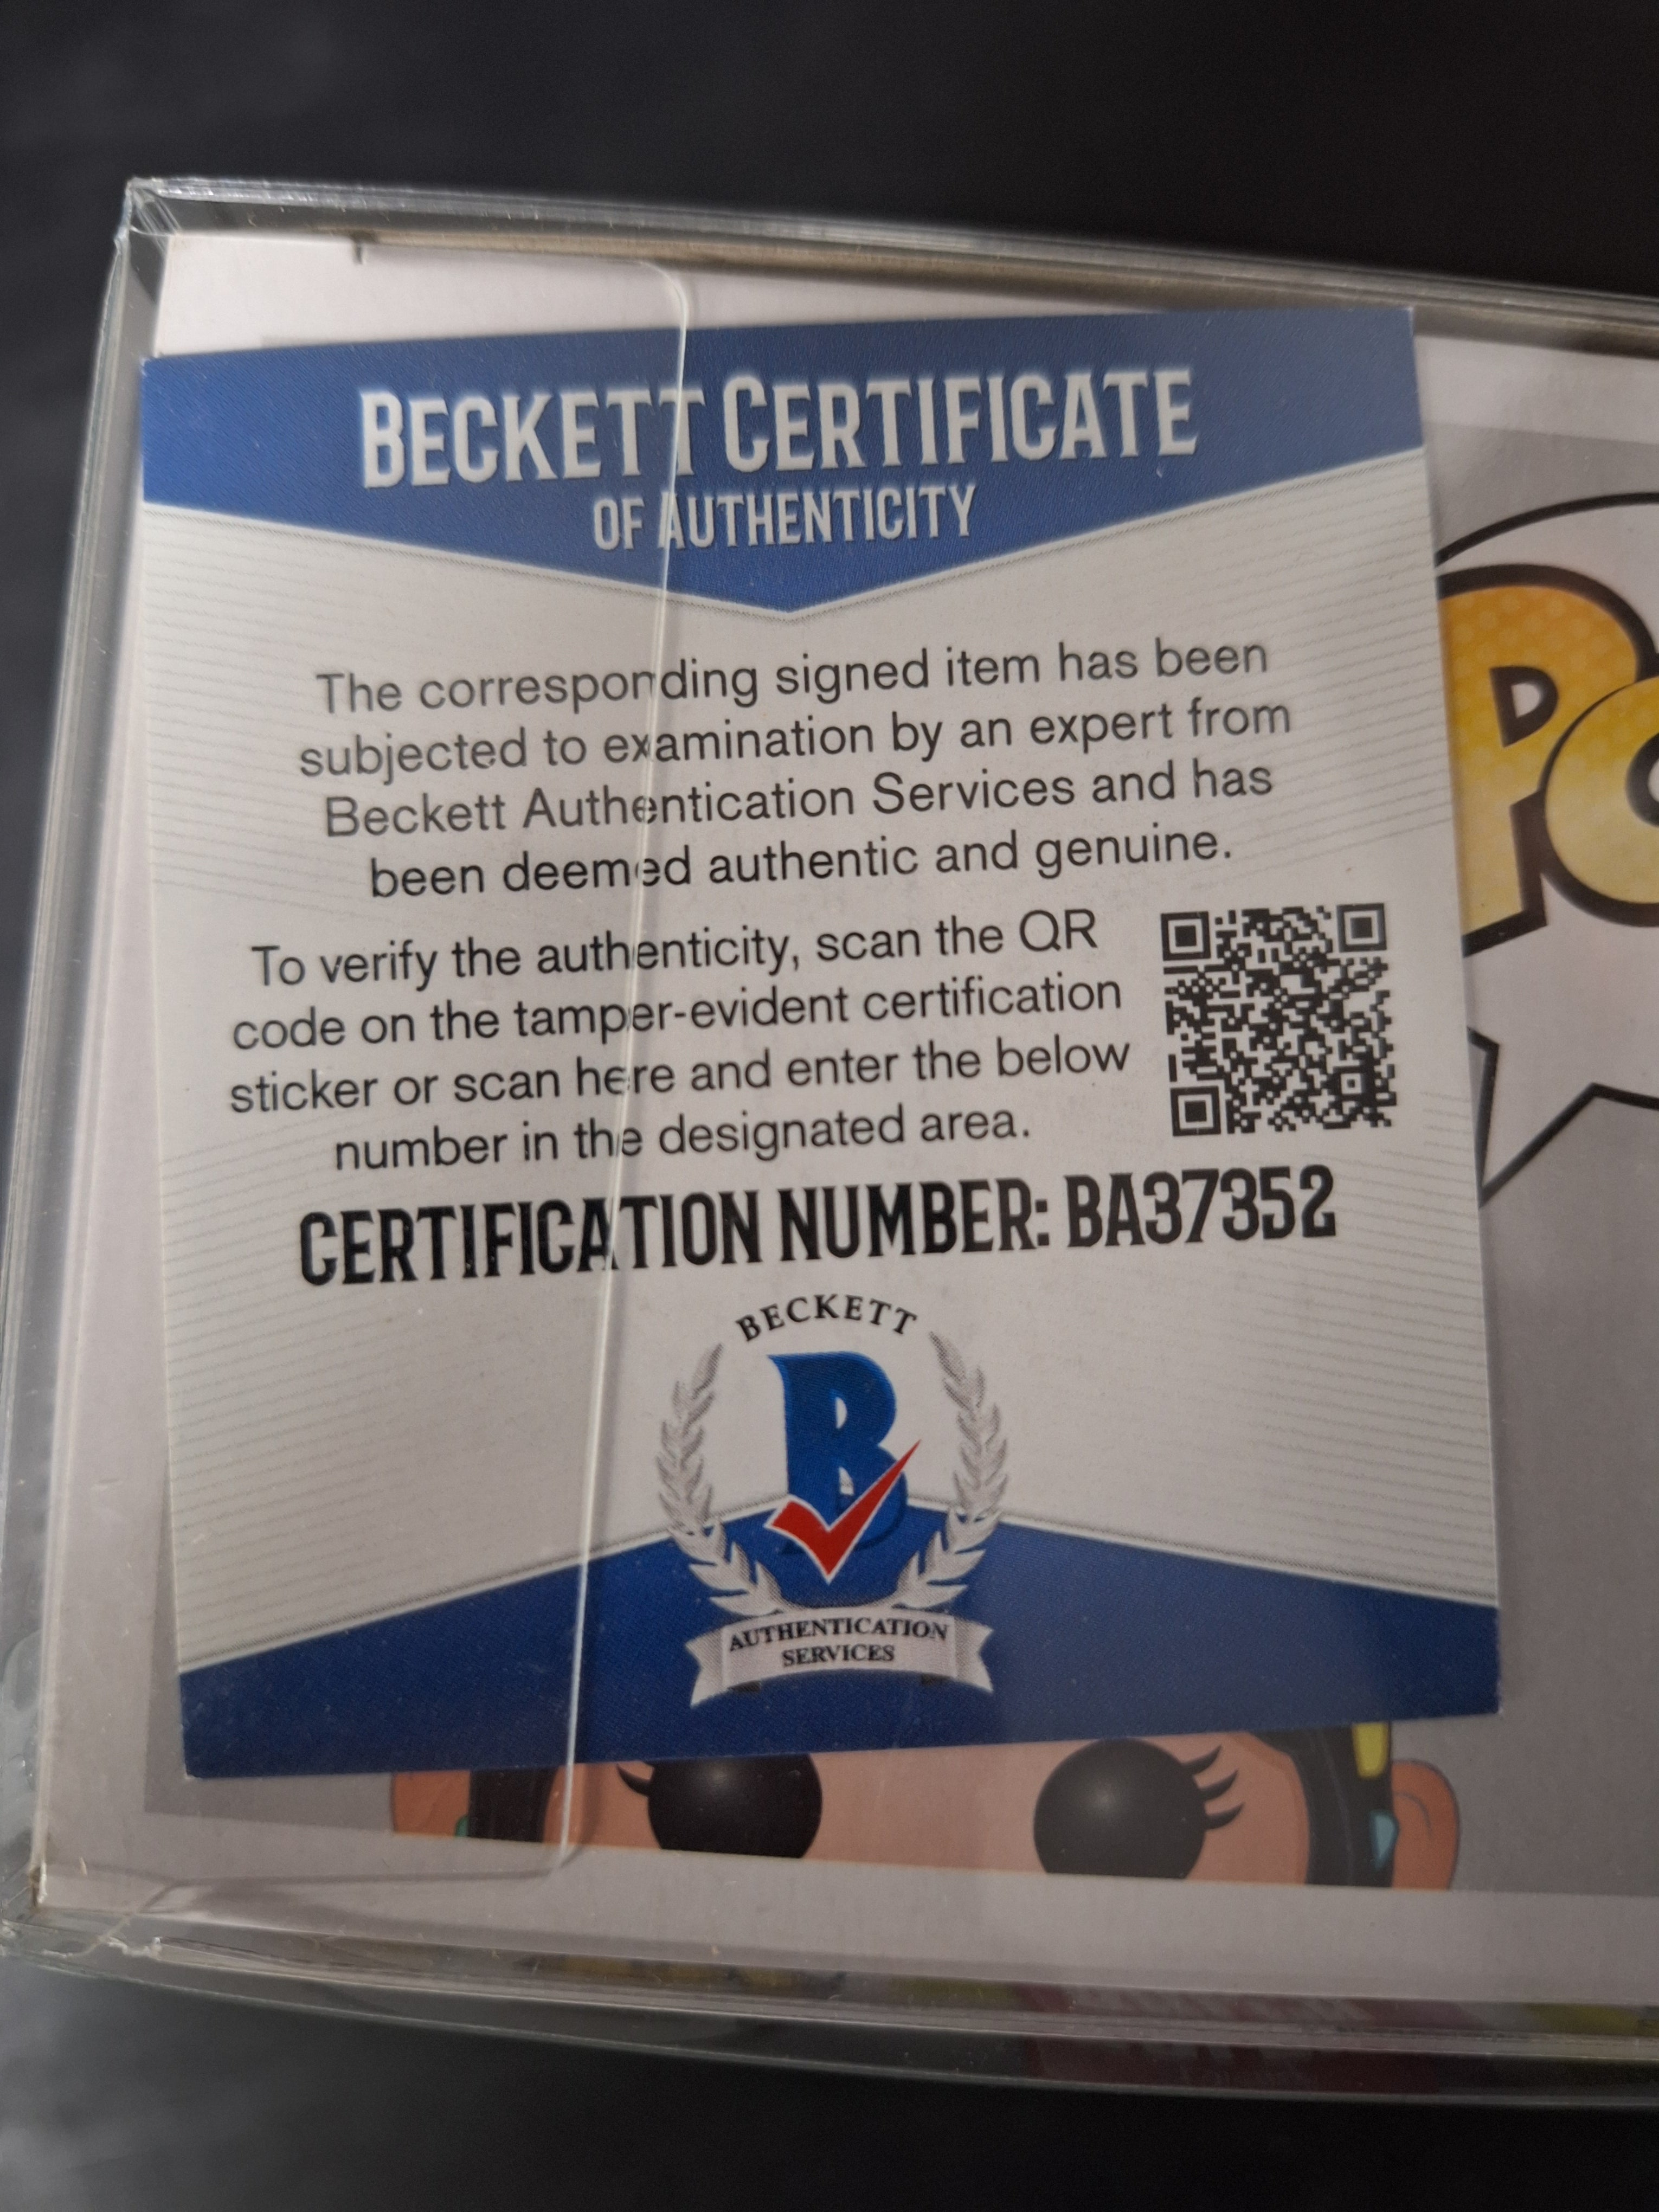 BECKETT CERTIFICATE
OF AUTHENTICITY
The corresponding signed item has been
subjected to examination by an expert from
Beckett Authentication Services and has
been deemed authentic and genuine.
To verify the authenticity, scan the QR
code on the tamper-evident certification
sticker or scan here and enter the below
number in the designated area.
CERTIFICATION NUMBER: BA37352
BECKETT
B
AUTHENTICATION
SERVICES